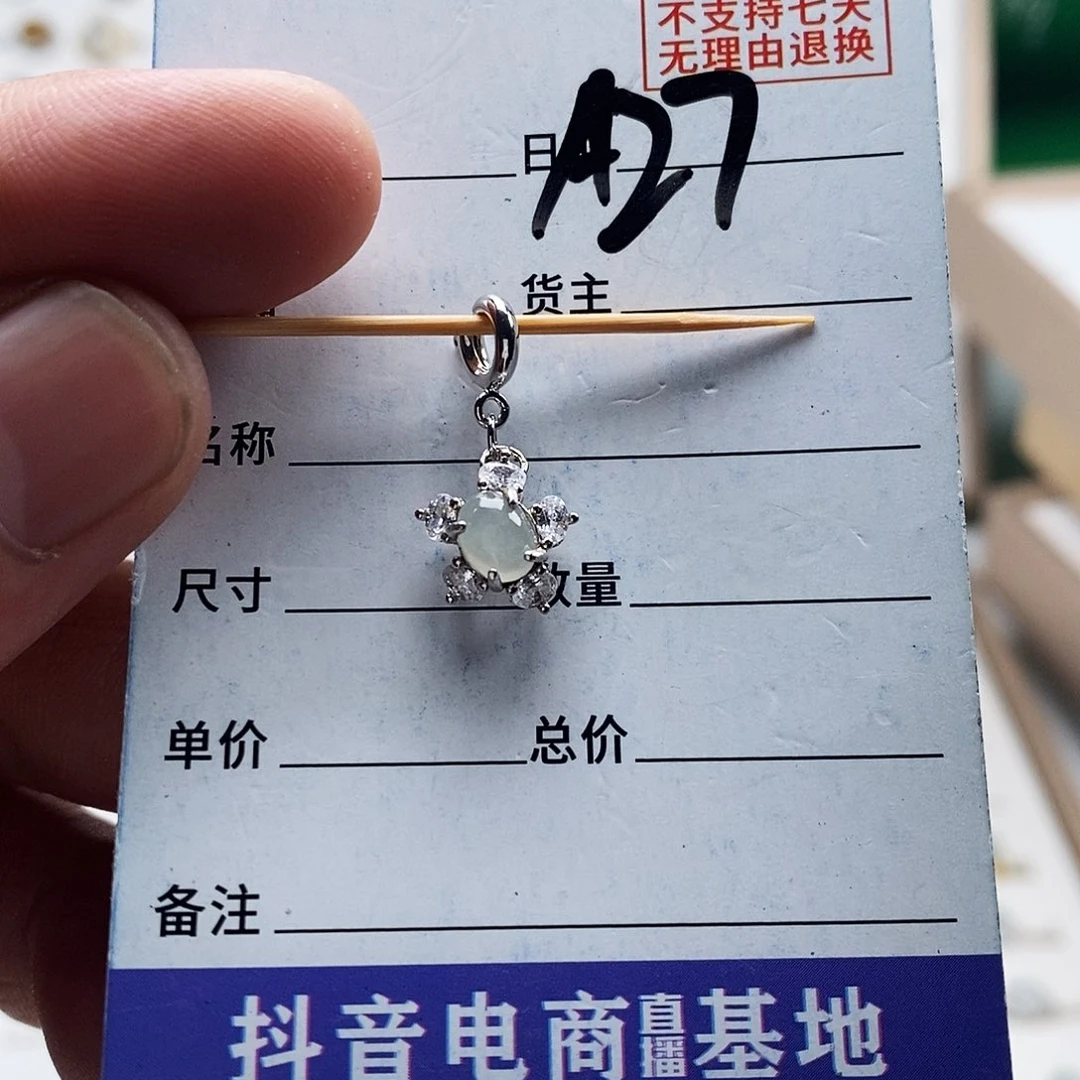 不支持七天
无理由退换
日
A27
货主
名称
尺寸 数量
单价 总价
备注
抖音电商直播基地